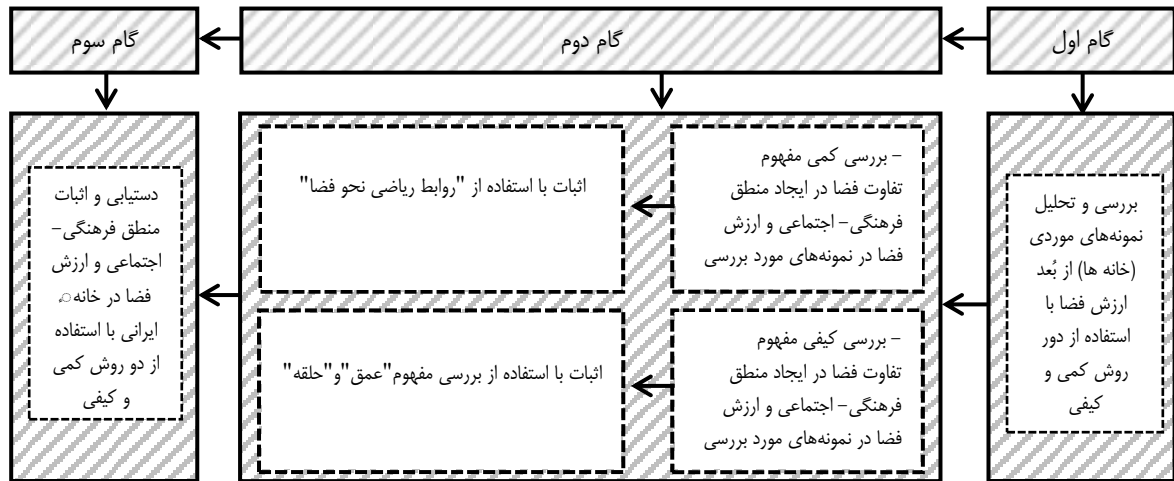 گام اول
گام دوم
گام سوم
بررسی و تحلیل
نمونه‌های موردی
(خانه ها) از بُعد
ارزش فضا با
استفاده از دور
روش کمی و
کیفی
- بررسی کمی مفهوم
تفاوت فضا در ایجاد منطق
فرهنگی- اجتماعی و ارزش
فضا در نمونه‌های مورد بررسی
اثبات با استفاده از "روابط ریاضی نحو فضا"
- بررسی کیفی مفهوم
تفاوت فضا در ایجاد منطق
فرهنگی- اجتماعی و ارزش
فضا در نمونه‌های مورد بررسی
اثبات با استفاده از بررسی مفهوم"عمق"و"حلقه"
دستیابی و اثبات
منطق فرهنگی-
اجتماعی و ارزش
فضا در خانه‌ٔ
ایرانی با استفاده
از دو روش کمی
و کیفی